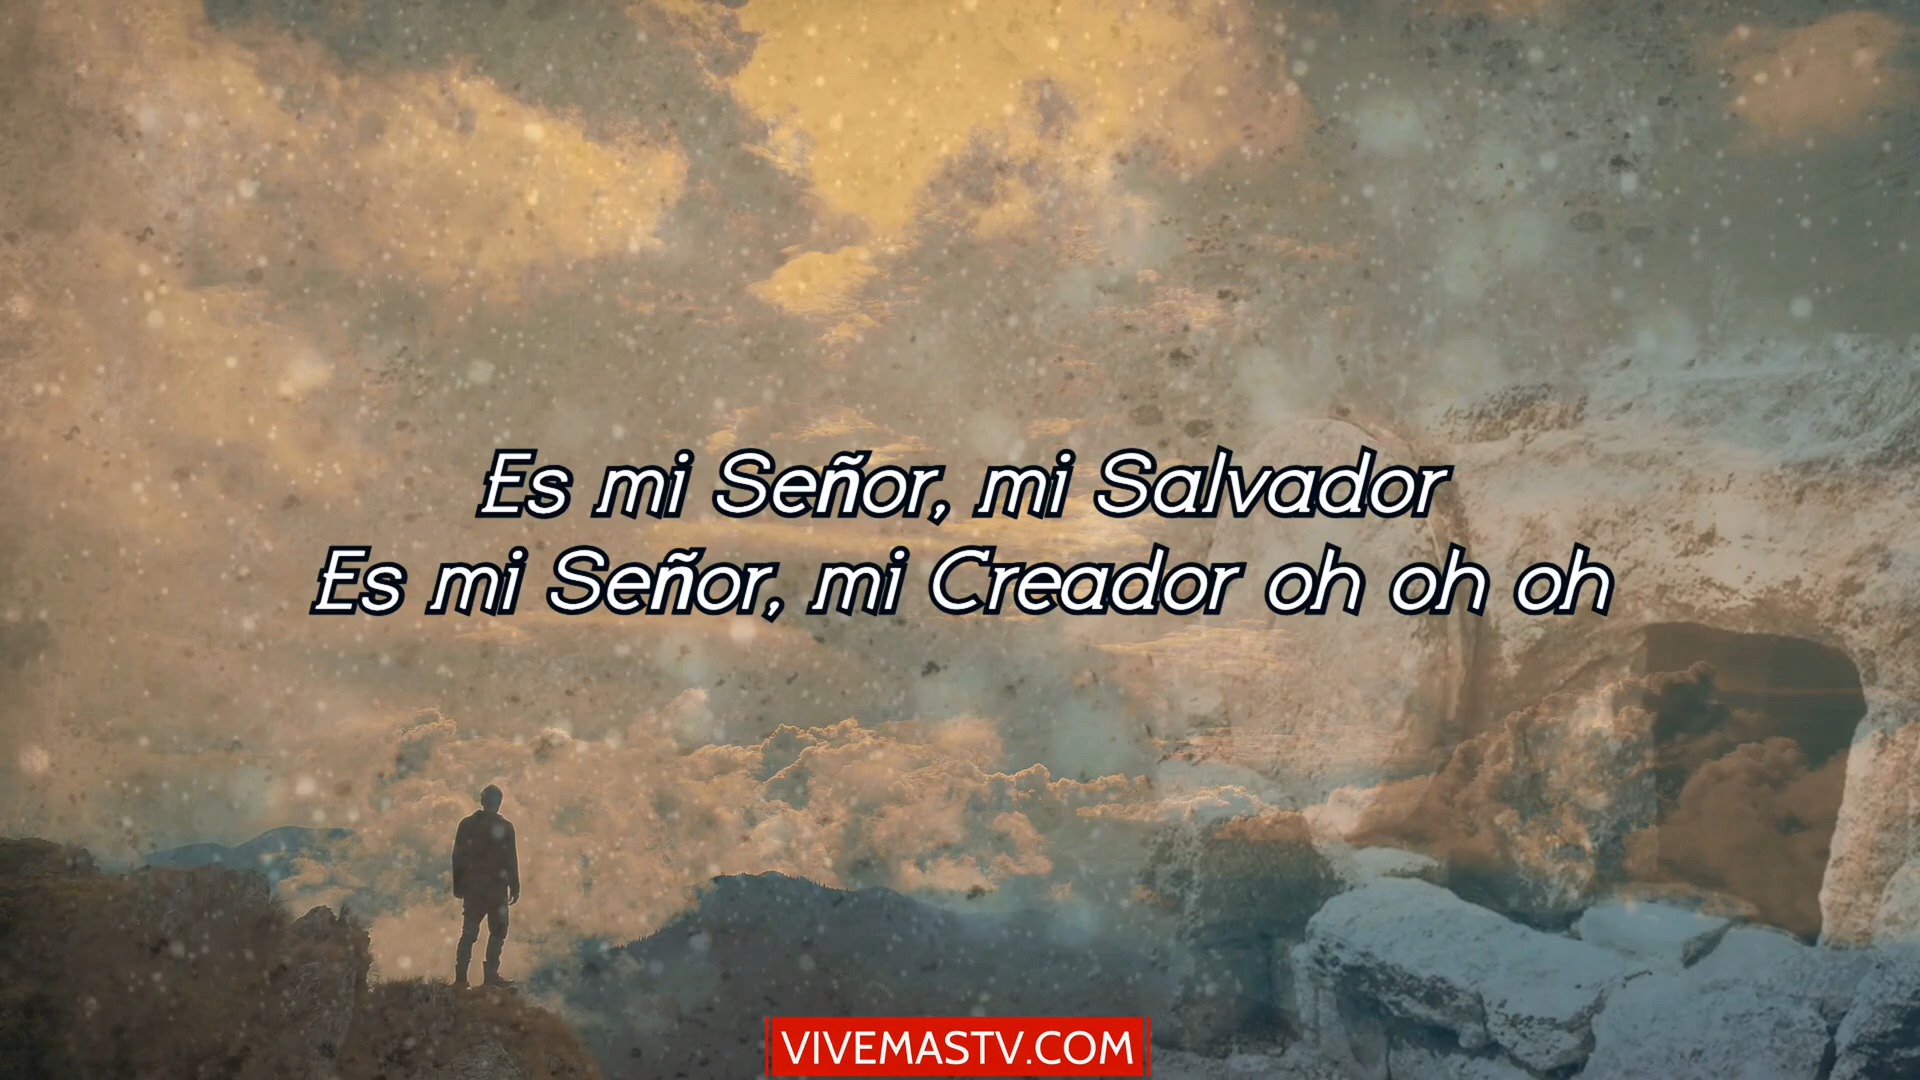 Es mi Señor, mi Salvador
Es mi Señor, mi Creador oh oh oh
VIVEMASTV.COM